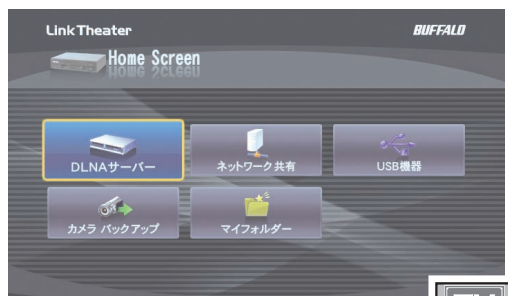 LinkTheater
BUFFALO
Home Screen
DLNAサーバー
ネットワーク共有
USB機器
カメラ バックアップ
マイフォルダー